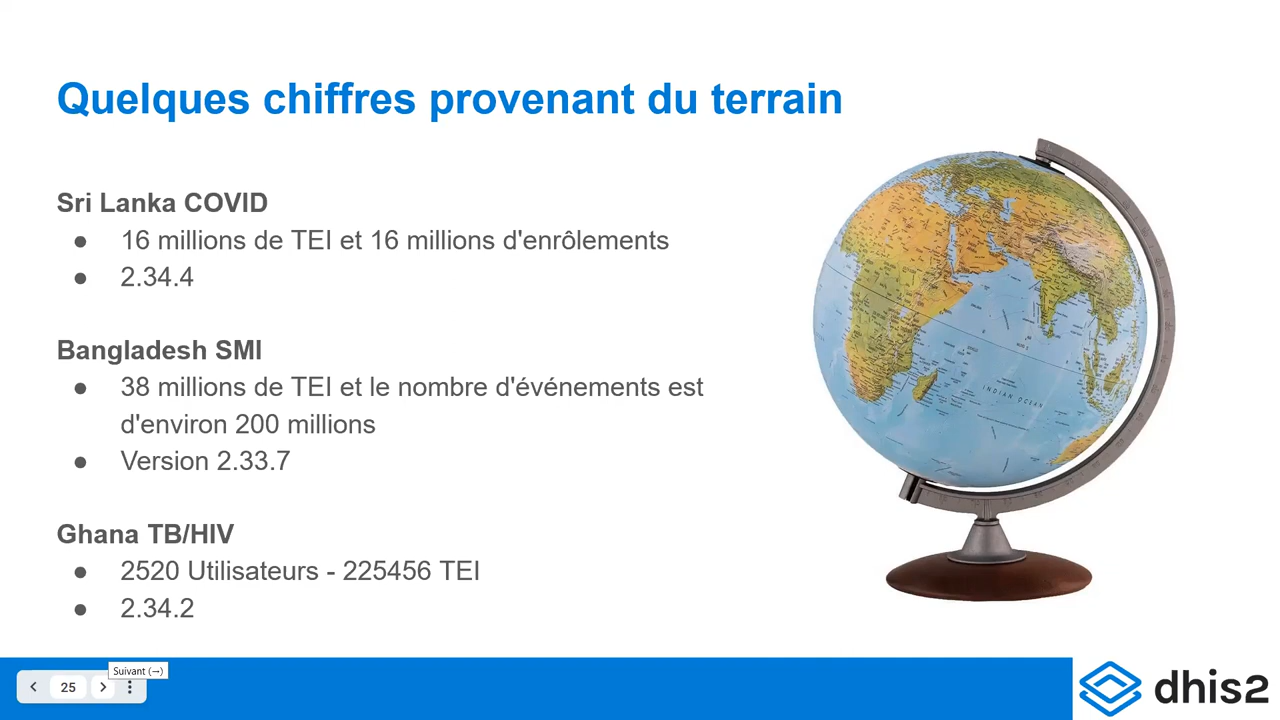 Quelques chiffres provenant du terrain
Sri Lanka COVID
● 16 millions de TEI et 16 millions d'enrôlements
● 2.34.4
Bangladesh SMI
● 38 millions de TEI et le nombre d'événements est
d'environ 200 millions
● Version 2.33.7
Ghana TB/HIV
● 2520 Utilisateurs - 225456 TEI
● 2.34.2
INDIAN OCEAN
Suivant (→)
25
dhis2